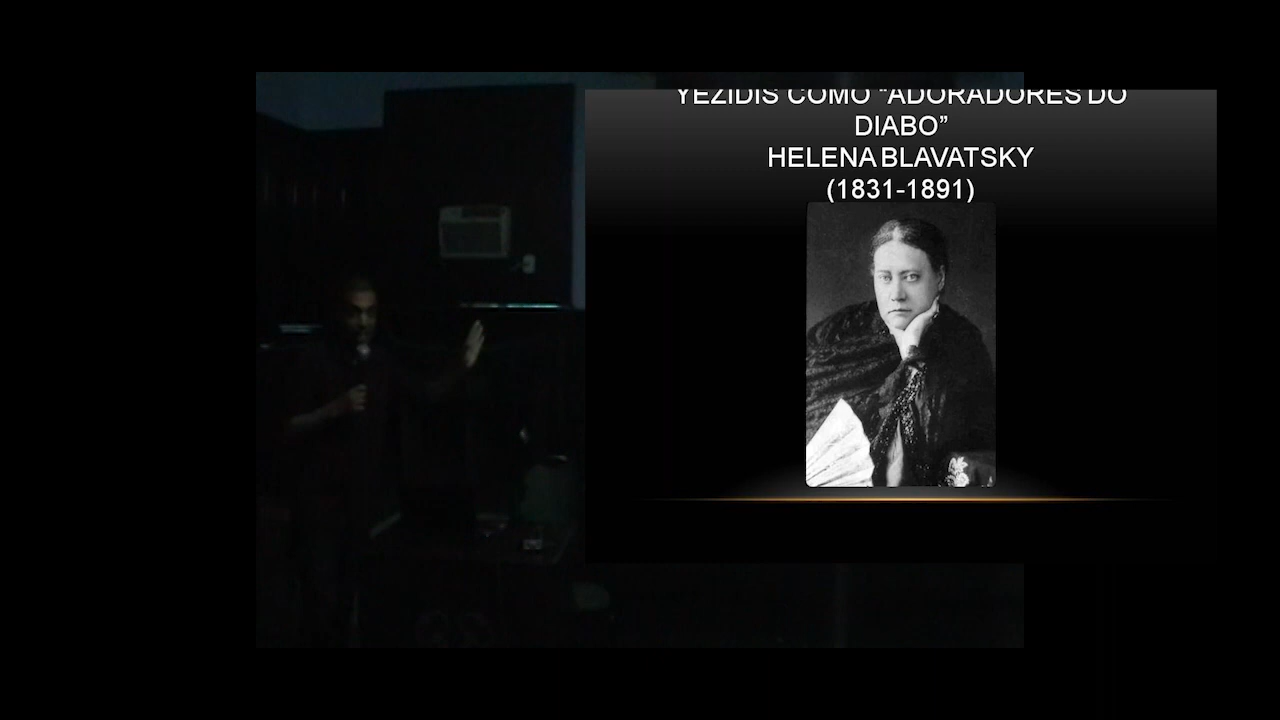 YEZIDIS COMO “ADORADORES DO
DIABO”
HELENA BLAVATSKY
(1831-1891)